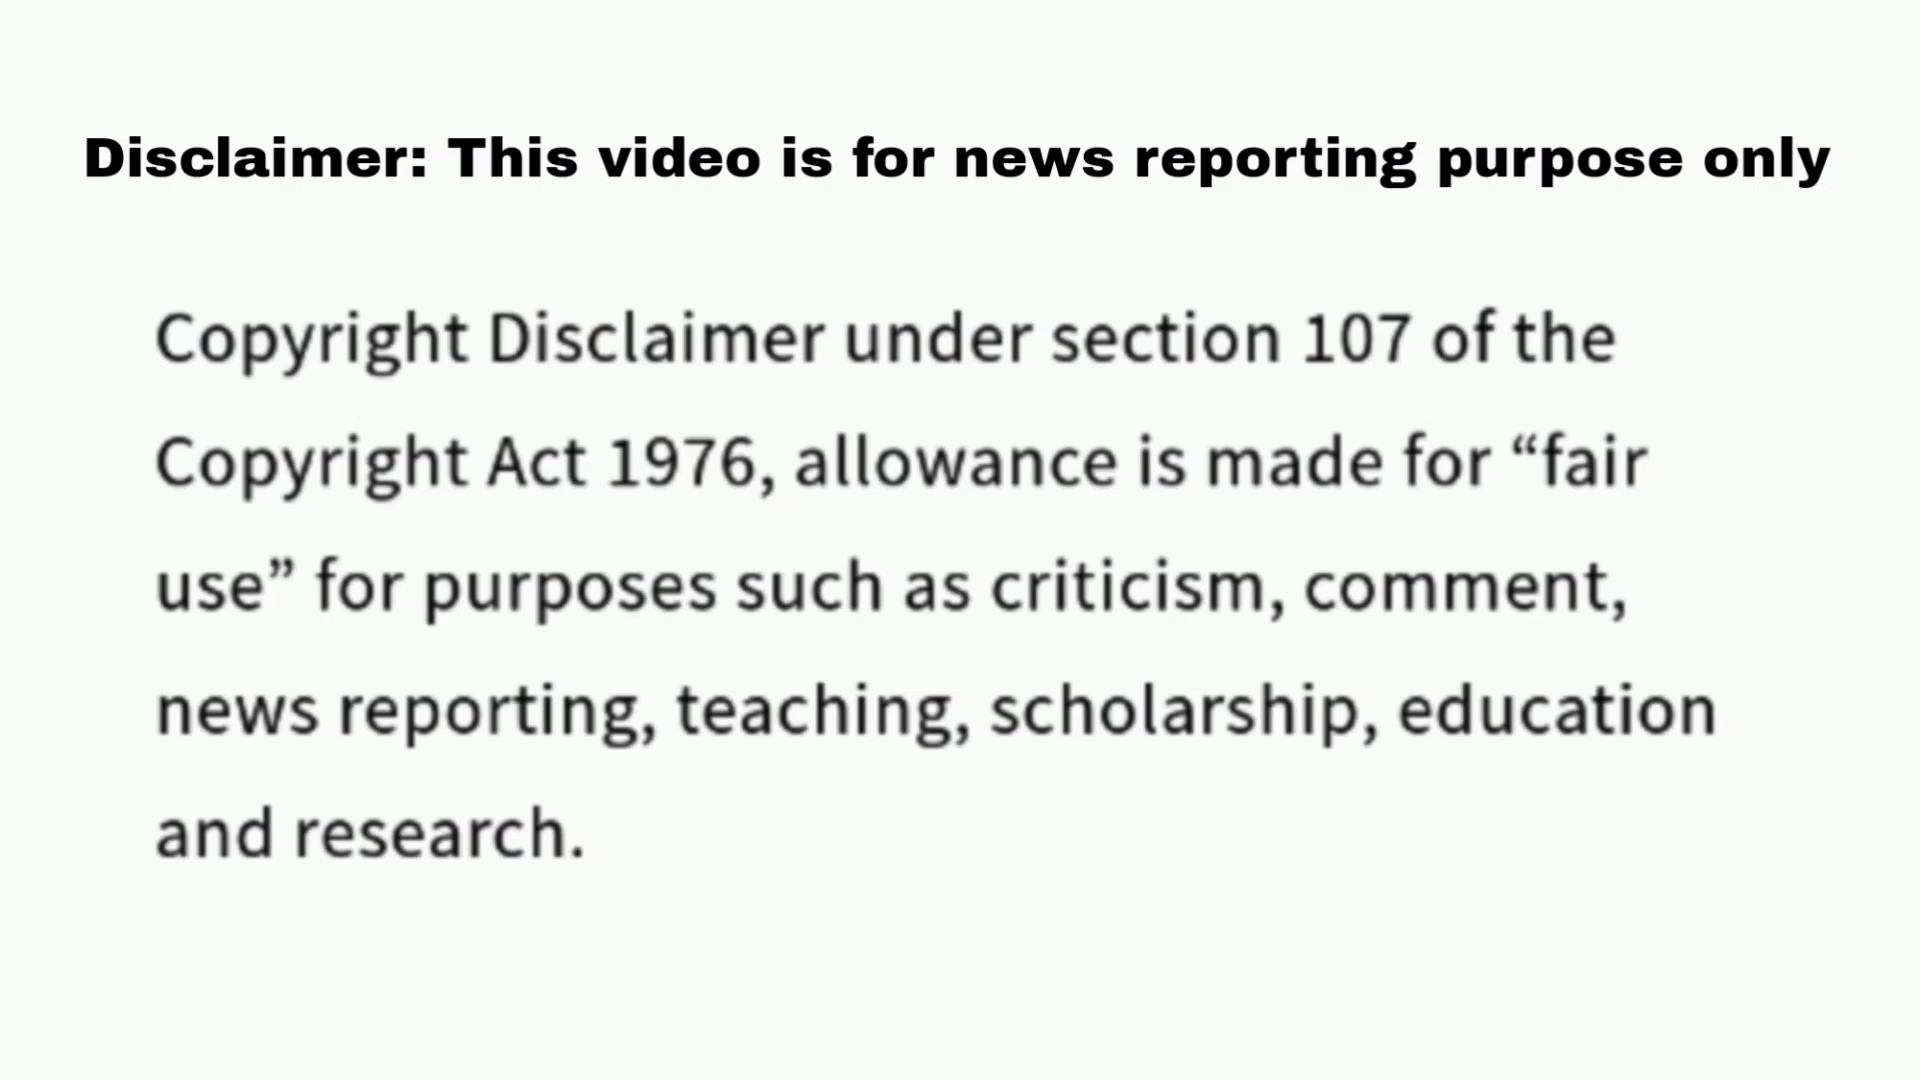 Disclaimer: This video is for news reporting purpose only
Copyright Disclaimer under section 107 of the
Copyright Act 1976, allowance is made for “fair
use” for purposes such as criticism, comment,
news reporting, teaching, scholarship, education
and research.